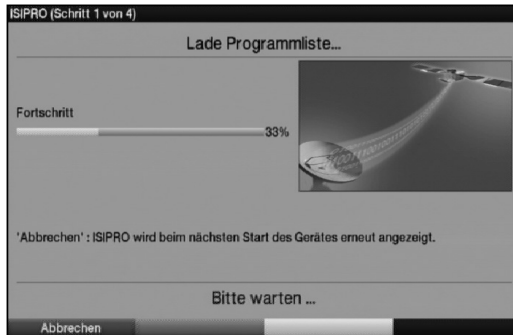 ISIPRO (Schritt 1 von 4)
Lade Programmliste...
Fortschritt
33%
'Abbrechen' : ISIPRO wird beim nächsten Start des Gerätes erneut angezeigt.
Bitte warten ...
Abbrechen